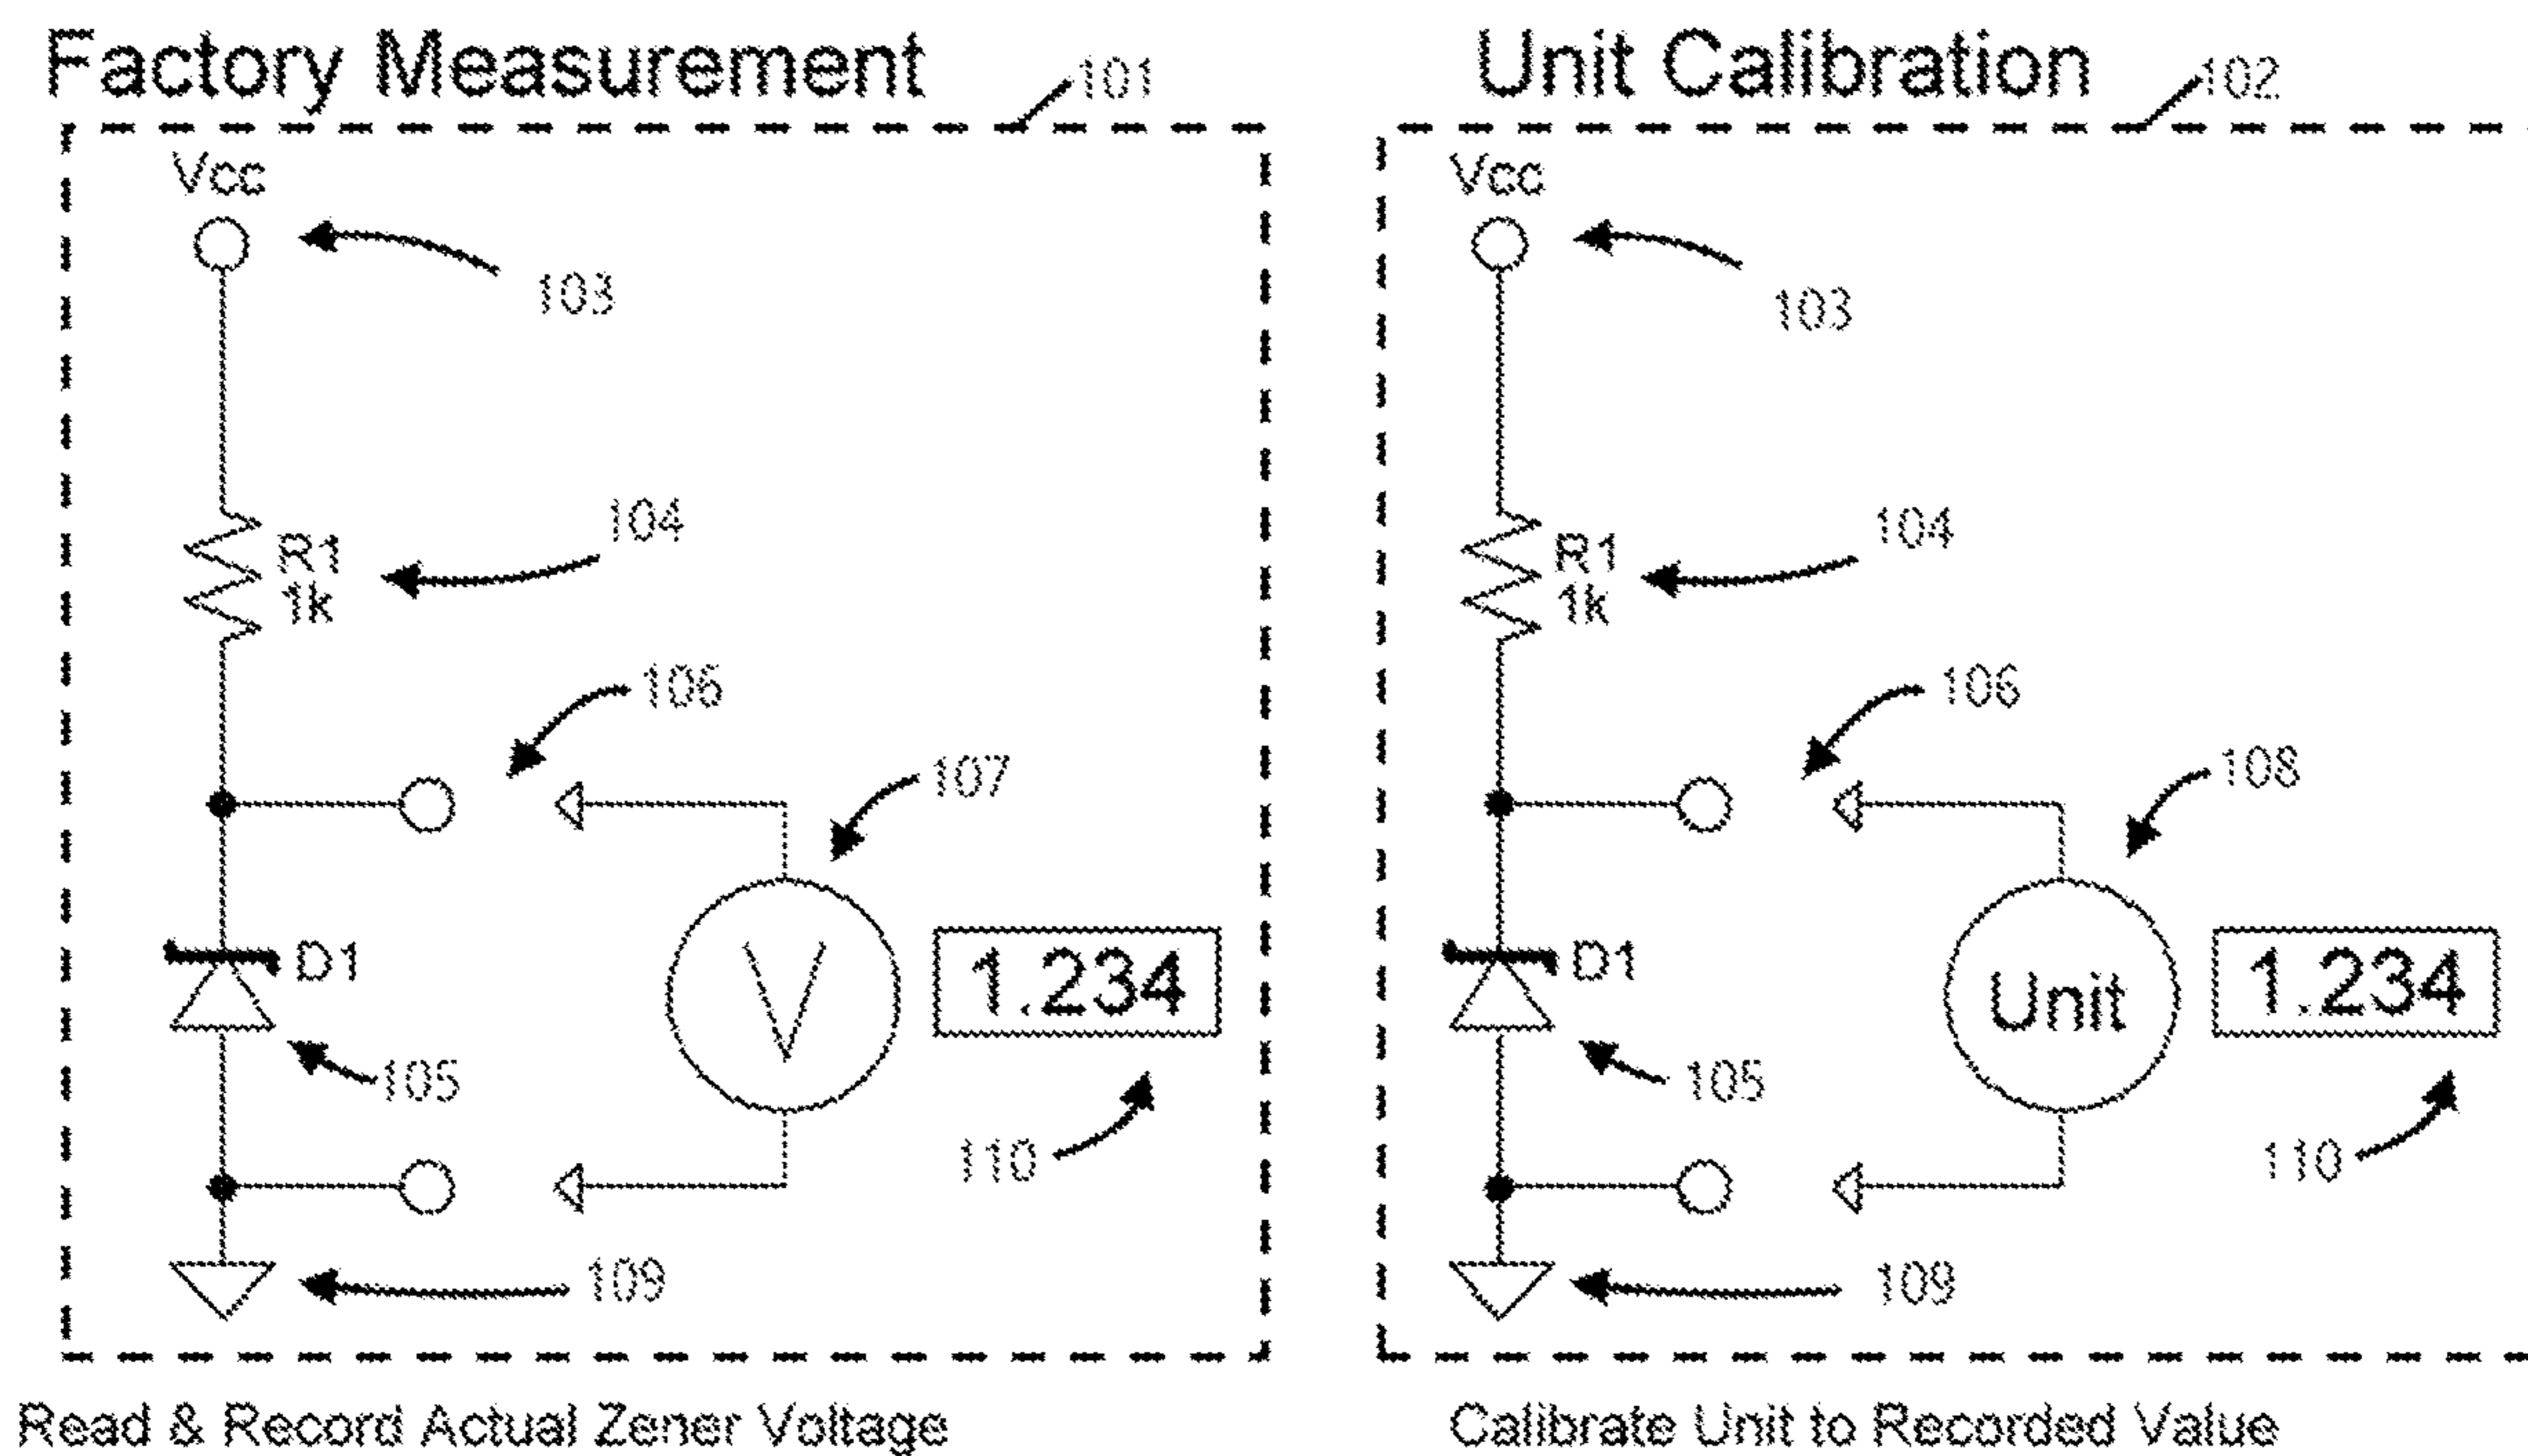 Factory Measurement
101
Vcc
103
R1
1k
104
106
107
D1
V
1.234
105
110
109
Read & Record Actual Zener Voltage
Unit Calibration
102
Vcc
103
R1
1k
104
106
108
D1
Unit
1.234
105
110
109
Calibrate Unit to Recorded Value